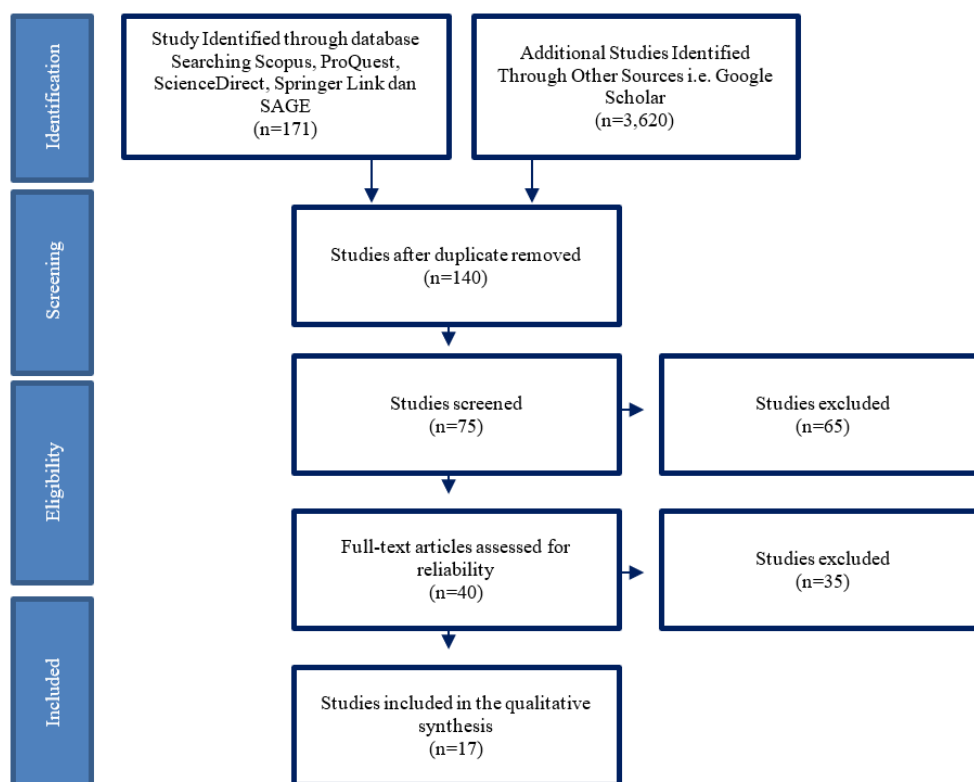 Identification
Study Identified through database
Searching Scopus, ProQuest,
ScienceDirect, Springer Link dan
SAGE
(n=171)
Additional Studies Identified
Through Other Sources i.e. Google
Scholar
(n=3,620)
Screening
Studies after duplicate removed
(n=140)
Eligibility
Studies screened
(n=75)
Studies excluded
(n=65)
Full-text articles assessed for
reliability
(n=40)
Studies excluded
(n=35)
Included
Studies included in the qualitative
synthesis
(n=17)